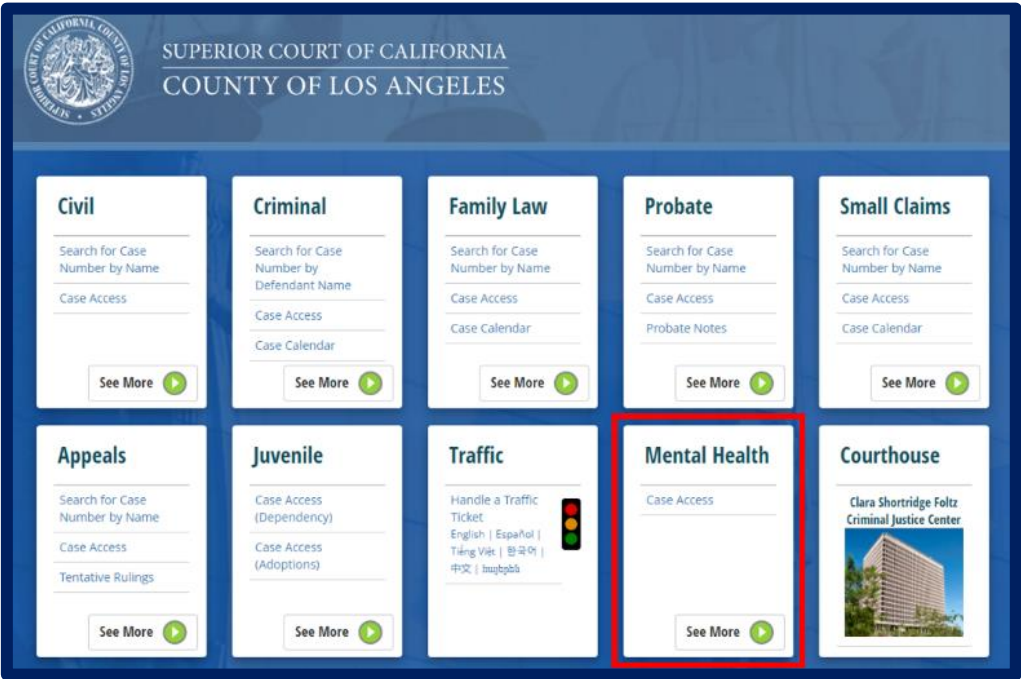 SUPERIOR COURT OF CALIFORNIA
COUNTY OF LOS ANGELES
Civil
Search for Case
Number by Name
Case Access
See More
Criminal
Search for Case
Number by
Defendant Name
Case Access
Case Calendar
See More
Family Law
Search for Case
Number by Name
Case Access
Case Calendar
See More
Probate
Search for Case
Number by Name
Case Access
Probate Notes
See More
Small Claims
Search for Case
Number by Name
Case Access
Case Calendar
See More
Appeals
Search for Case
Number by Name
Case Access
Tentative Rulings
See More
Juvenile
Case Access
(Dependency)
Case Access
(Adoptions)
See More
Traffic
Handle a Traffic
Ticket
English | Español |
Tiếng Việt | 한국어 |
中文 | հայերեն
Mental Health
Case Access
See More
Courthouse
Clara Shortridge Foltz
Criminal Justice Center